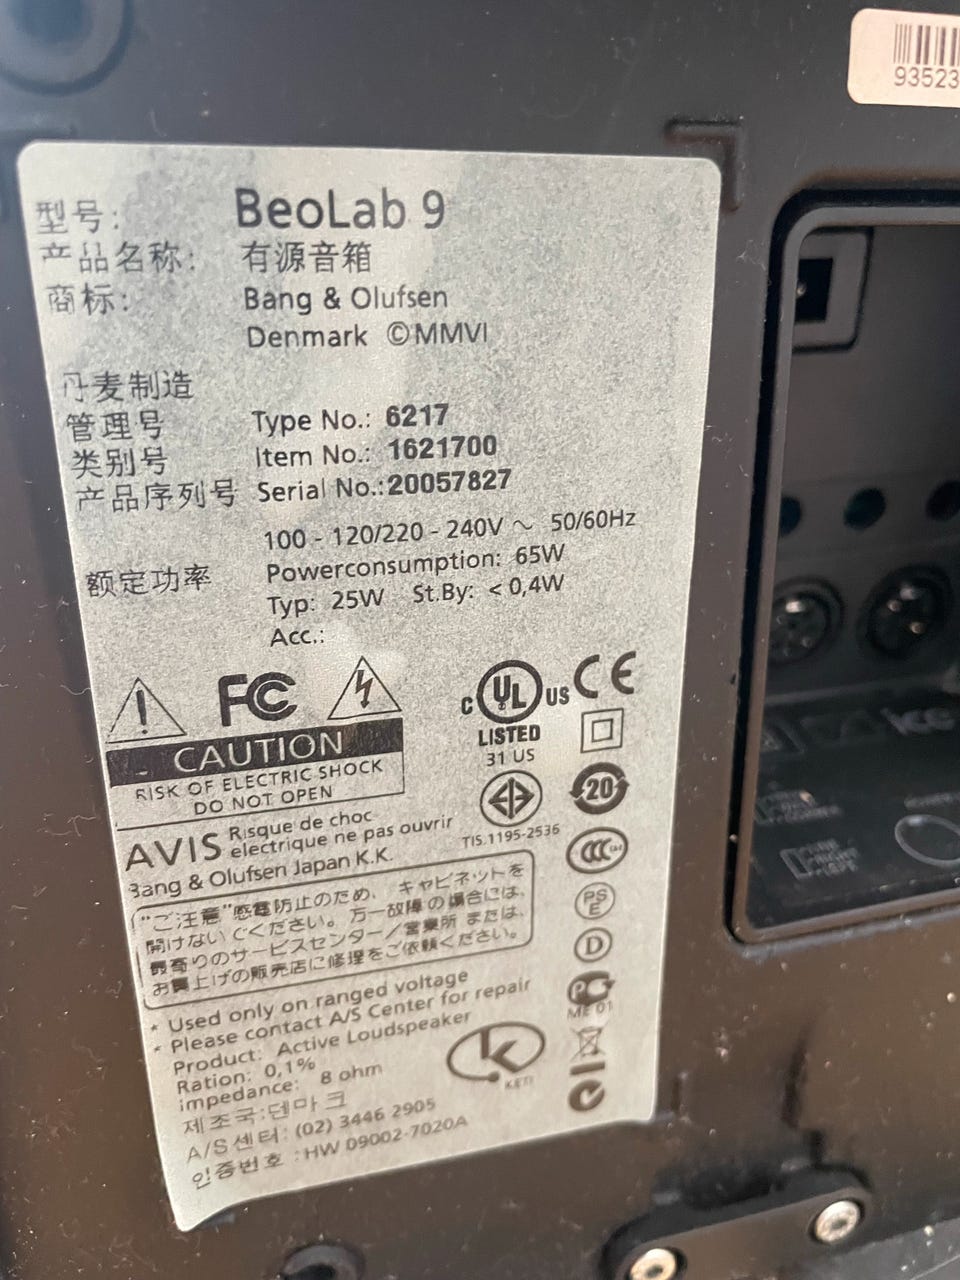 93523
型号: BeoLab 9
产品名称: 有源音箱
商标: Bang & Olufsen
Denmark ©MMVI
丹麦制造
管理号 Type No.: 6217
类别号 Item No.: 1621700
产品序列号 Serial No.:20057827
100 - 120/220 - 240V ~ 50/60Hz
额定功率 Powerconsumption: 65W
Typ: 25W St.By: < 0,4W
Acc.:
FC
C UL US CE
LISTED
31 US
CAUTION
RISK OF ELECTRIC SHOCK
DO NOT OPEN
AVIS Risque de choc
electrique ne pas ouvrir
TIS.1195-2536
20
CCC
PS
E
D
ME 01
Bang & Olufsen Japan K.K.
"ご注意"感電防止のため、キャビネットを
開けないでください。万一故障の場合には、
最寄りのサービスセンター/営業所 または、
お買上げの販売店に修理をご依頼ください。
* Used only on ranged voltage
* Please contact A/S Center for repair
Product: Active Loudspeaker
Ration: 0,1%
impedance: 8 ohm
K
KETI
제조국:덴마크
A/S센터: (02) 3446 2905
인증번호 : HW 09002-7020A